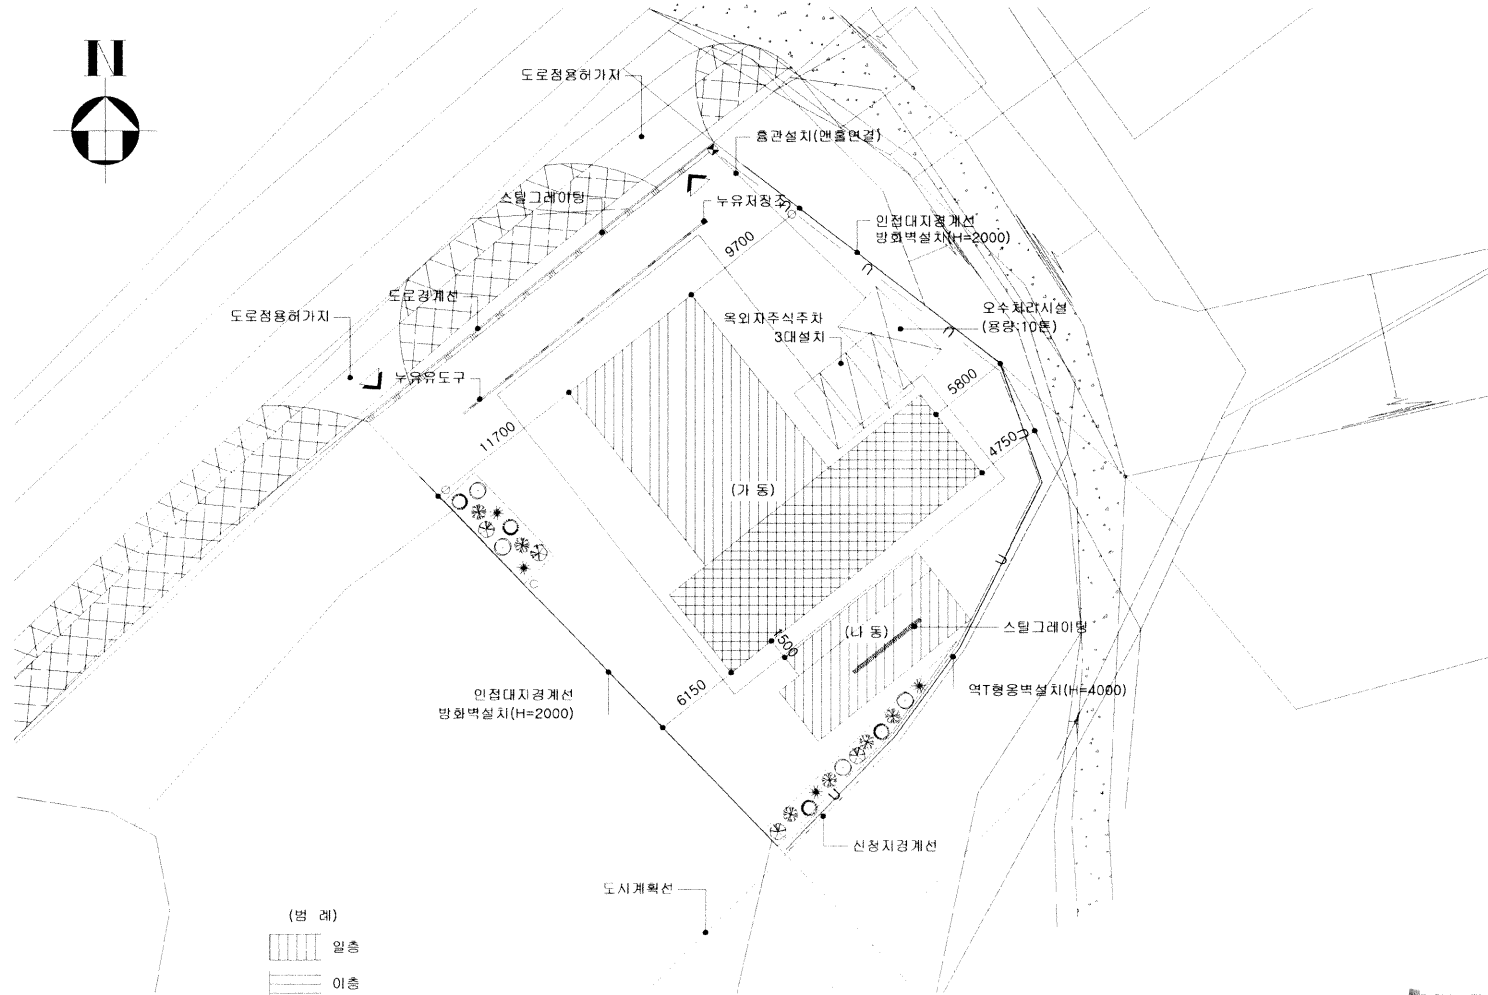 N
도로점용허가지
흄관설치(맨홀연결)
스틸그레이팅
누유저장조
인접대지경계선
방화벽설치(H=2000)
9700
도로경계선
도로점용허가지
옥외자주식주차
3대설치
오수처리시설
(용량:10톤)
누유유도구
5800
11700
4750
(가 동)
(나 동)
스틸그레이팅
1500
6150
인접대지경계선
방화벽설치(H=2000)
역T형옹벽설치(H=4000)
신청지경계선
도시계획선
(범 례)
일층
이층